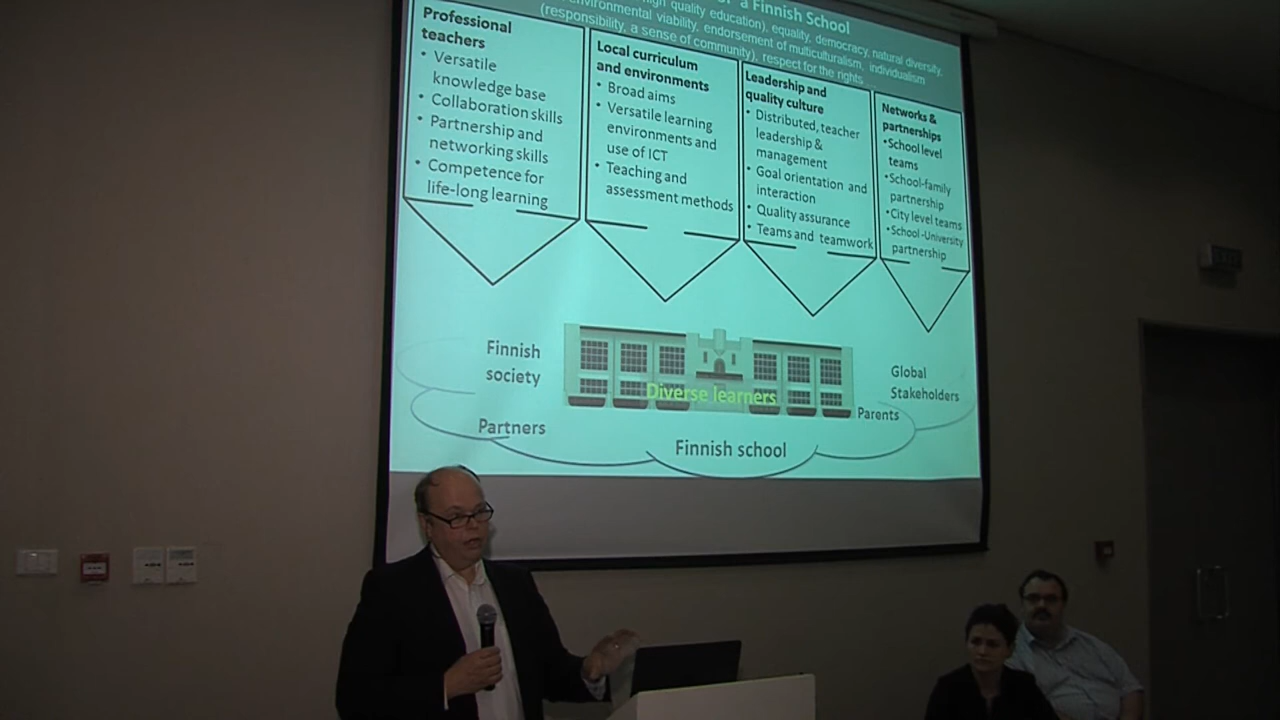 a Finnish School
high quality education), equality, democracy, natural diversity,
environmental viability, endorsement of multiculturalism, individualism
(responsibility, a sense of community), respect for the rights
Professional
teachers
• Versatile
knowledge base
• Collaboration skills
• Partnership and
networking skills
• Competence for
life-long learning
Local curriculum
and environments
• Broad aims
• Versatile learning
environments and
use of ICT
• Teaching and
assessment methods
Leadership and
quality culture
• Distributed, teacher
leadership &
management
• Goal orientation and
interaction
• Quality assurance
• Teams and teamwork
Networks &
partnerships
•School level
teams
•School-family
partnership
•City level teams
•School-University
partnership
Finnish
society
Diverse learners
Global
Stakeholders
Parents
Partners
Finnish school